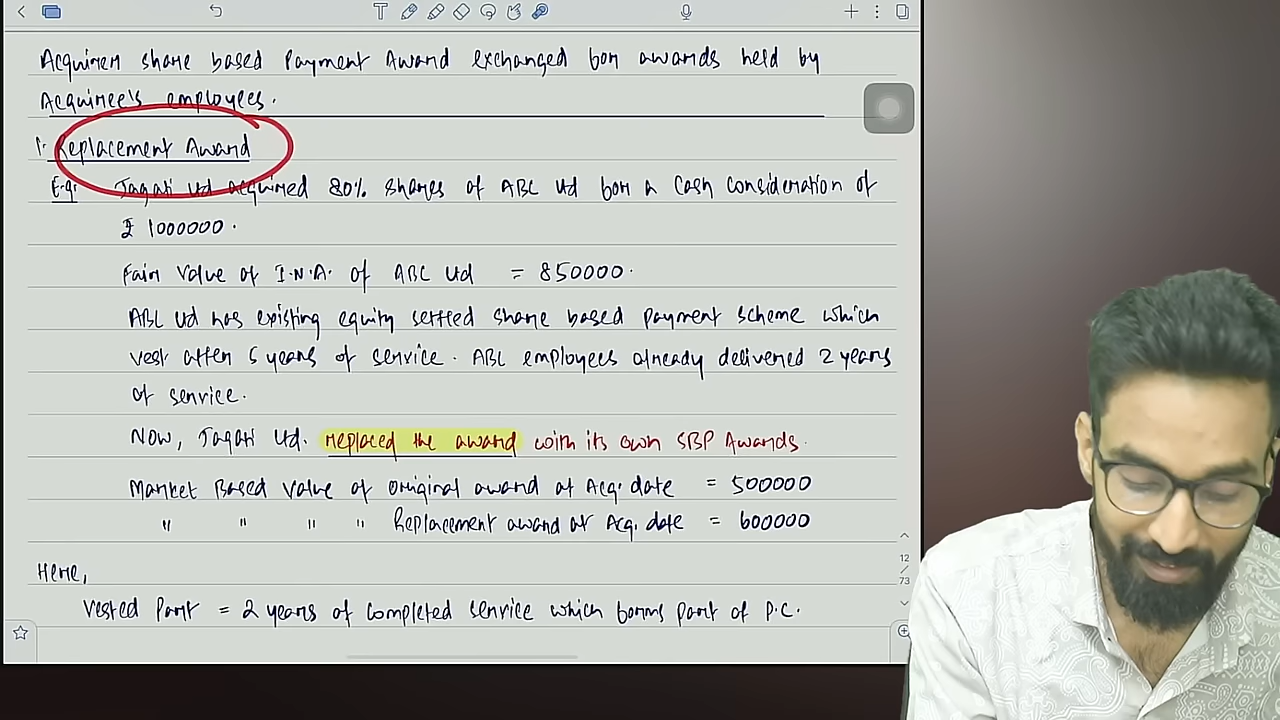 Acquirer share based Payment Award exchanged for awards held by
Acquiree's employees.
1. Replacement Award
E.g: Jagati Ltd acquired 80% shares of ABC Ltd for a Cash Consideration of
₹ 1000000.
Fair Value of I.N.A. of ABC Ltd = 850000.
ABC Ltd has existing equity settled share based payment scheme which
vest after 5 years of service. ABC employees already delivered 2 years
of service.
Now, Jagati Ltd. replaced the award with its own SBP Awards.
Market Based Value of Original award at Acq. date = 500000
" " " " Replacement award at Acq. date = 600000
Here,
Vested Part = 2 years of completed service which forms part of P.C.
12
/
73